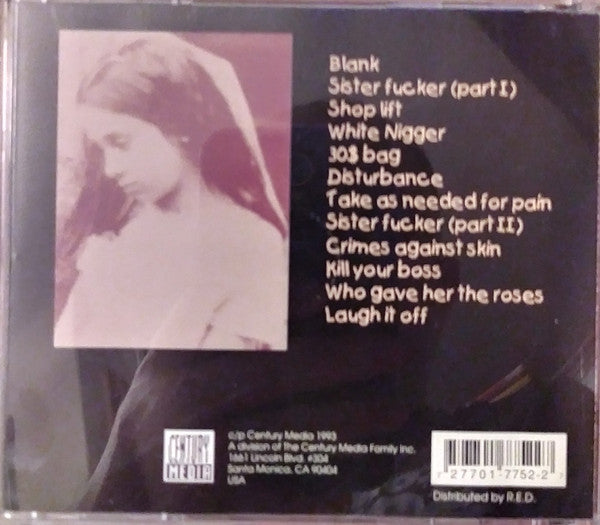 Blank
Sister fucker (part I)
Shop lift
White Nigger
30$ bag
Disturbance
Take as needed for pain
Sister fucker (part II)
Crimes against skin
Kill your boss
Who gave her the roses
Laugh it off
CENTURY
MEDIA
c/p Century Media 1993
A division of The Century Media Family Inc.
1661 Lincoln Blvd. #304
Santa Monica, CA 90404
USA
7 27701-7752-2 7
Distributed by R.E.D.